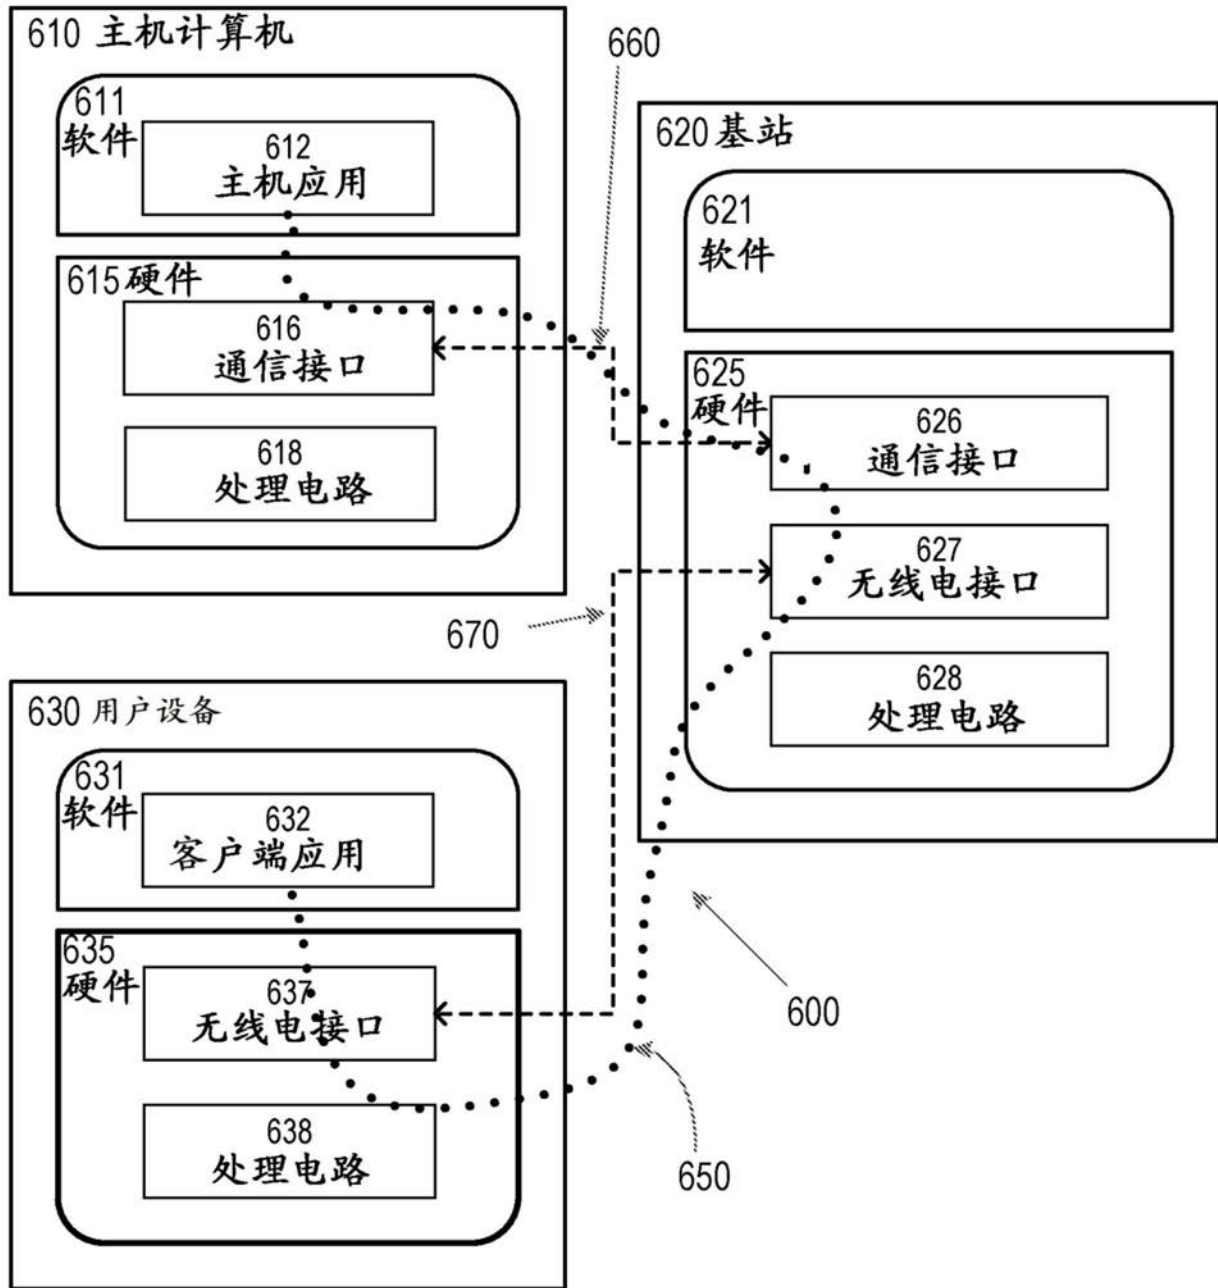 610 主机计算机
611
软件
612
主机应用
615 硬件
616
通信接口
618
处理电路
660
620 基站
621
软件
625
硬件
626
通信接口
627
无线电接口
628
处理电路
670
630 用户设备
631
软件
632
客户端应用
635
硬件
637
无线电接口
638
处理电路
600
650